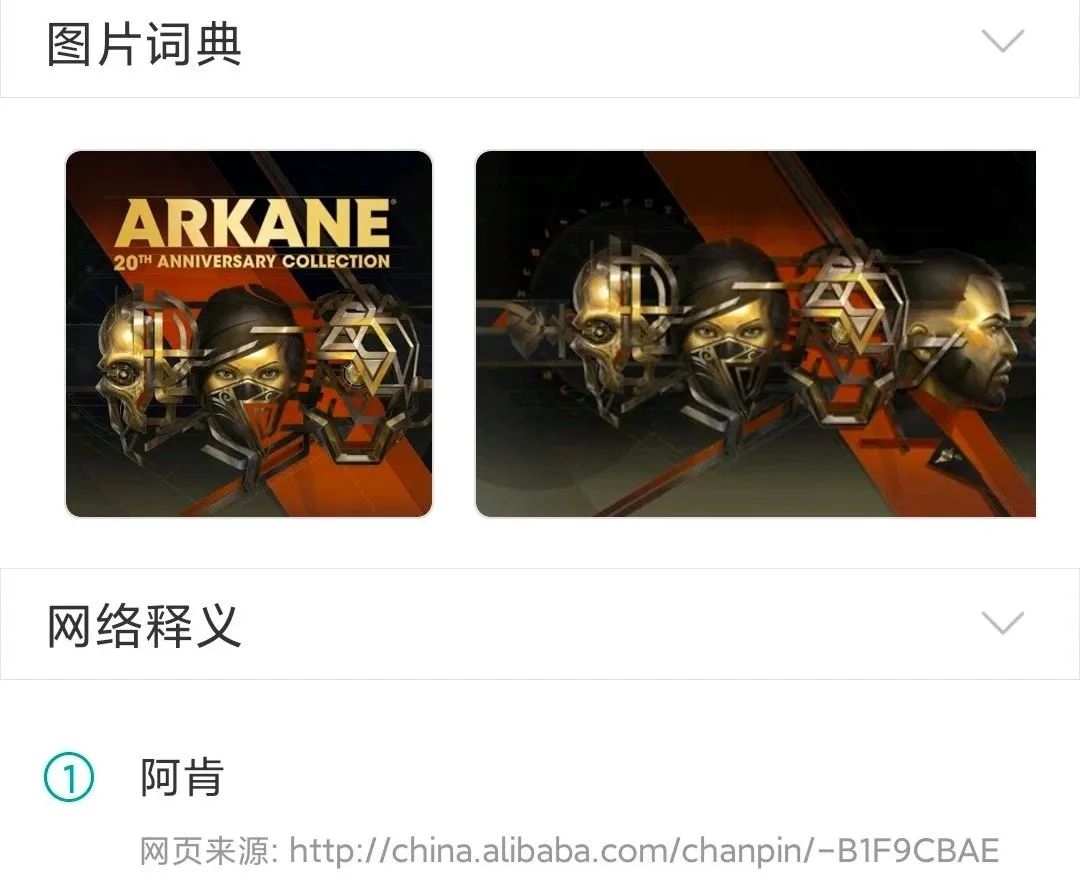 图片词典
ARKANE®
20TH ANNIVERSARY COLLECTION
网络释义
① 阿肯
网页来源: http://china.alibaba.com/chanpin/-B1F9CBAE